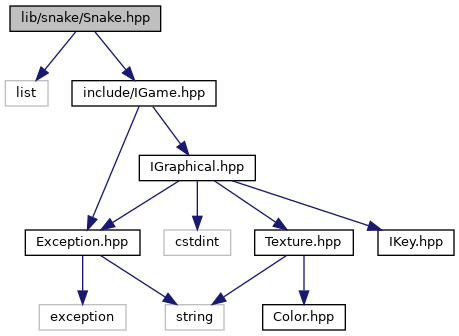 lib/snake/Snake.hpp
list
include/IGame.hpp
IGraphical.hpp
Exception.hpp
cstdint
Texture.hpp
IKey.hpp
exception
string
Color.hpp